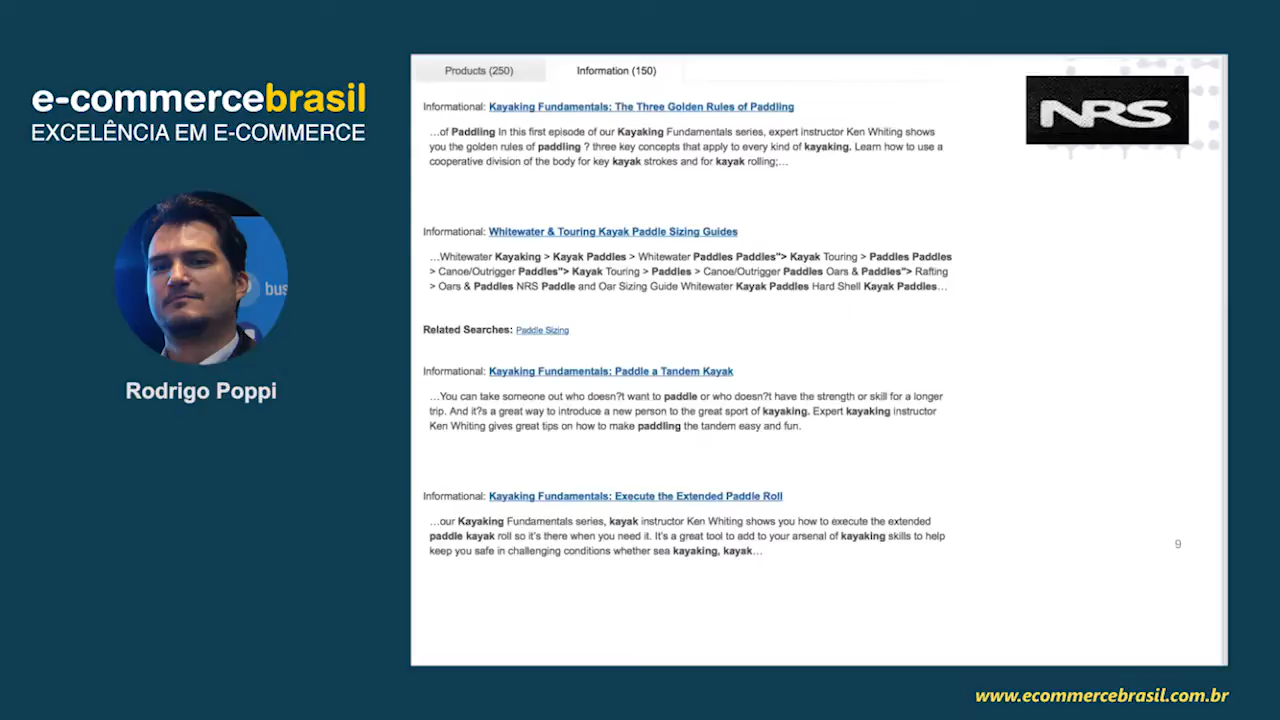 e-commercebrasil
EXCELÊNCIA EM E-COMMERCE
bus
Rodrigo Poppi
Products (250) Information (150)
NRS
Informational: Kayaking Fundamentals: The Three Golden Rules of Paddling
...of Paddling In this first episode of our Kayaking Fundamentals series, expert instructor Ken Whiting shows
you the golden rules of paddling ? three key concepts that apply to every kind of kayaking. Learn how to use a
cooperative division of the body for key kayak strokes and for kayak rolling;...
Informational: Whitewater & Touring Kayak Paddle Sizing Guides
...Whitewater Kayaking > Kayak Paddles > Whitewater Paddles Paddles"> Kayak Touring > Paddles Paddles
> Canoe/Outrigger Paddles"> Kayak Touring > Paddles > Canoe/Outrigger Paddles Oars & Paddles"> Rafting
> Oars & Paddles NRS Paddle and Oar Sizing Guide Whitewater Kayak Paddles Hard Shell Kayak Paddles...
Related Searches: Paddle Sizing
Informational: Kayaking Fundamentals: Paddle a Tandem Kayak
...You can take someone out who doesn?t want to paddle or who doesn?t have the strength or skill for a longer
trip. And it?s a great way to introduce a new person to the great sport of kayaking. Expert kayaking instructor
Ken Whiting gives great tips on how to make paddling the tandem easy and fun.
Informational: Kayaking Fundamentals: Execute the Extended Paddle Roll
...our Kayaking Fundamentals series, kayak instructor Ken Whiting shows you how to execute the extended
paddle kayak roll so it's there when you need it. It's a great tool to add to your arsenal of kayaking skills to help
keep you safe in challenging conditions whether sea kayaking, kayak...
9
www.ecommercebrasil.com.br